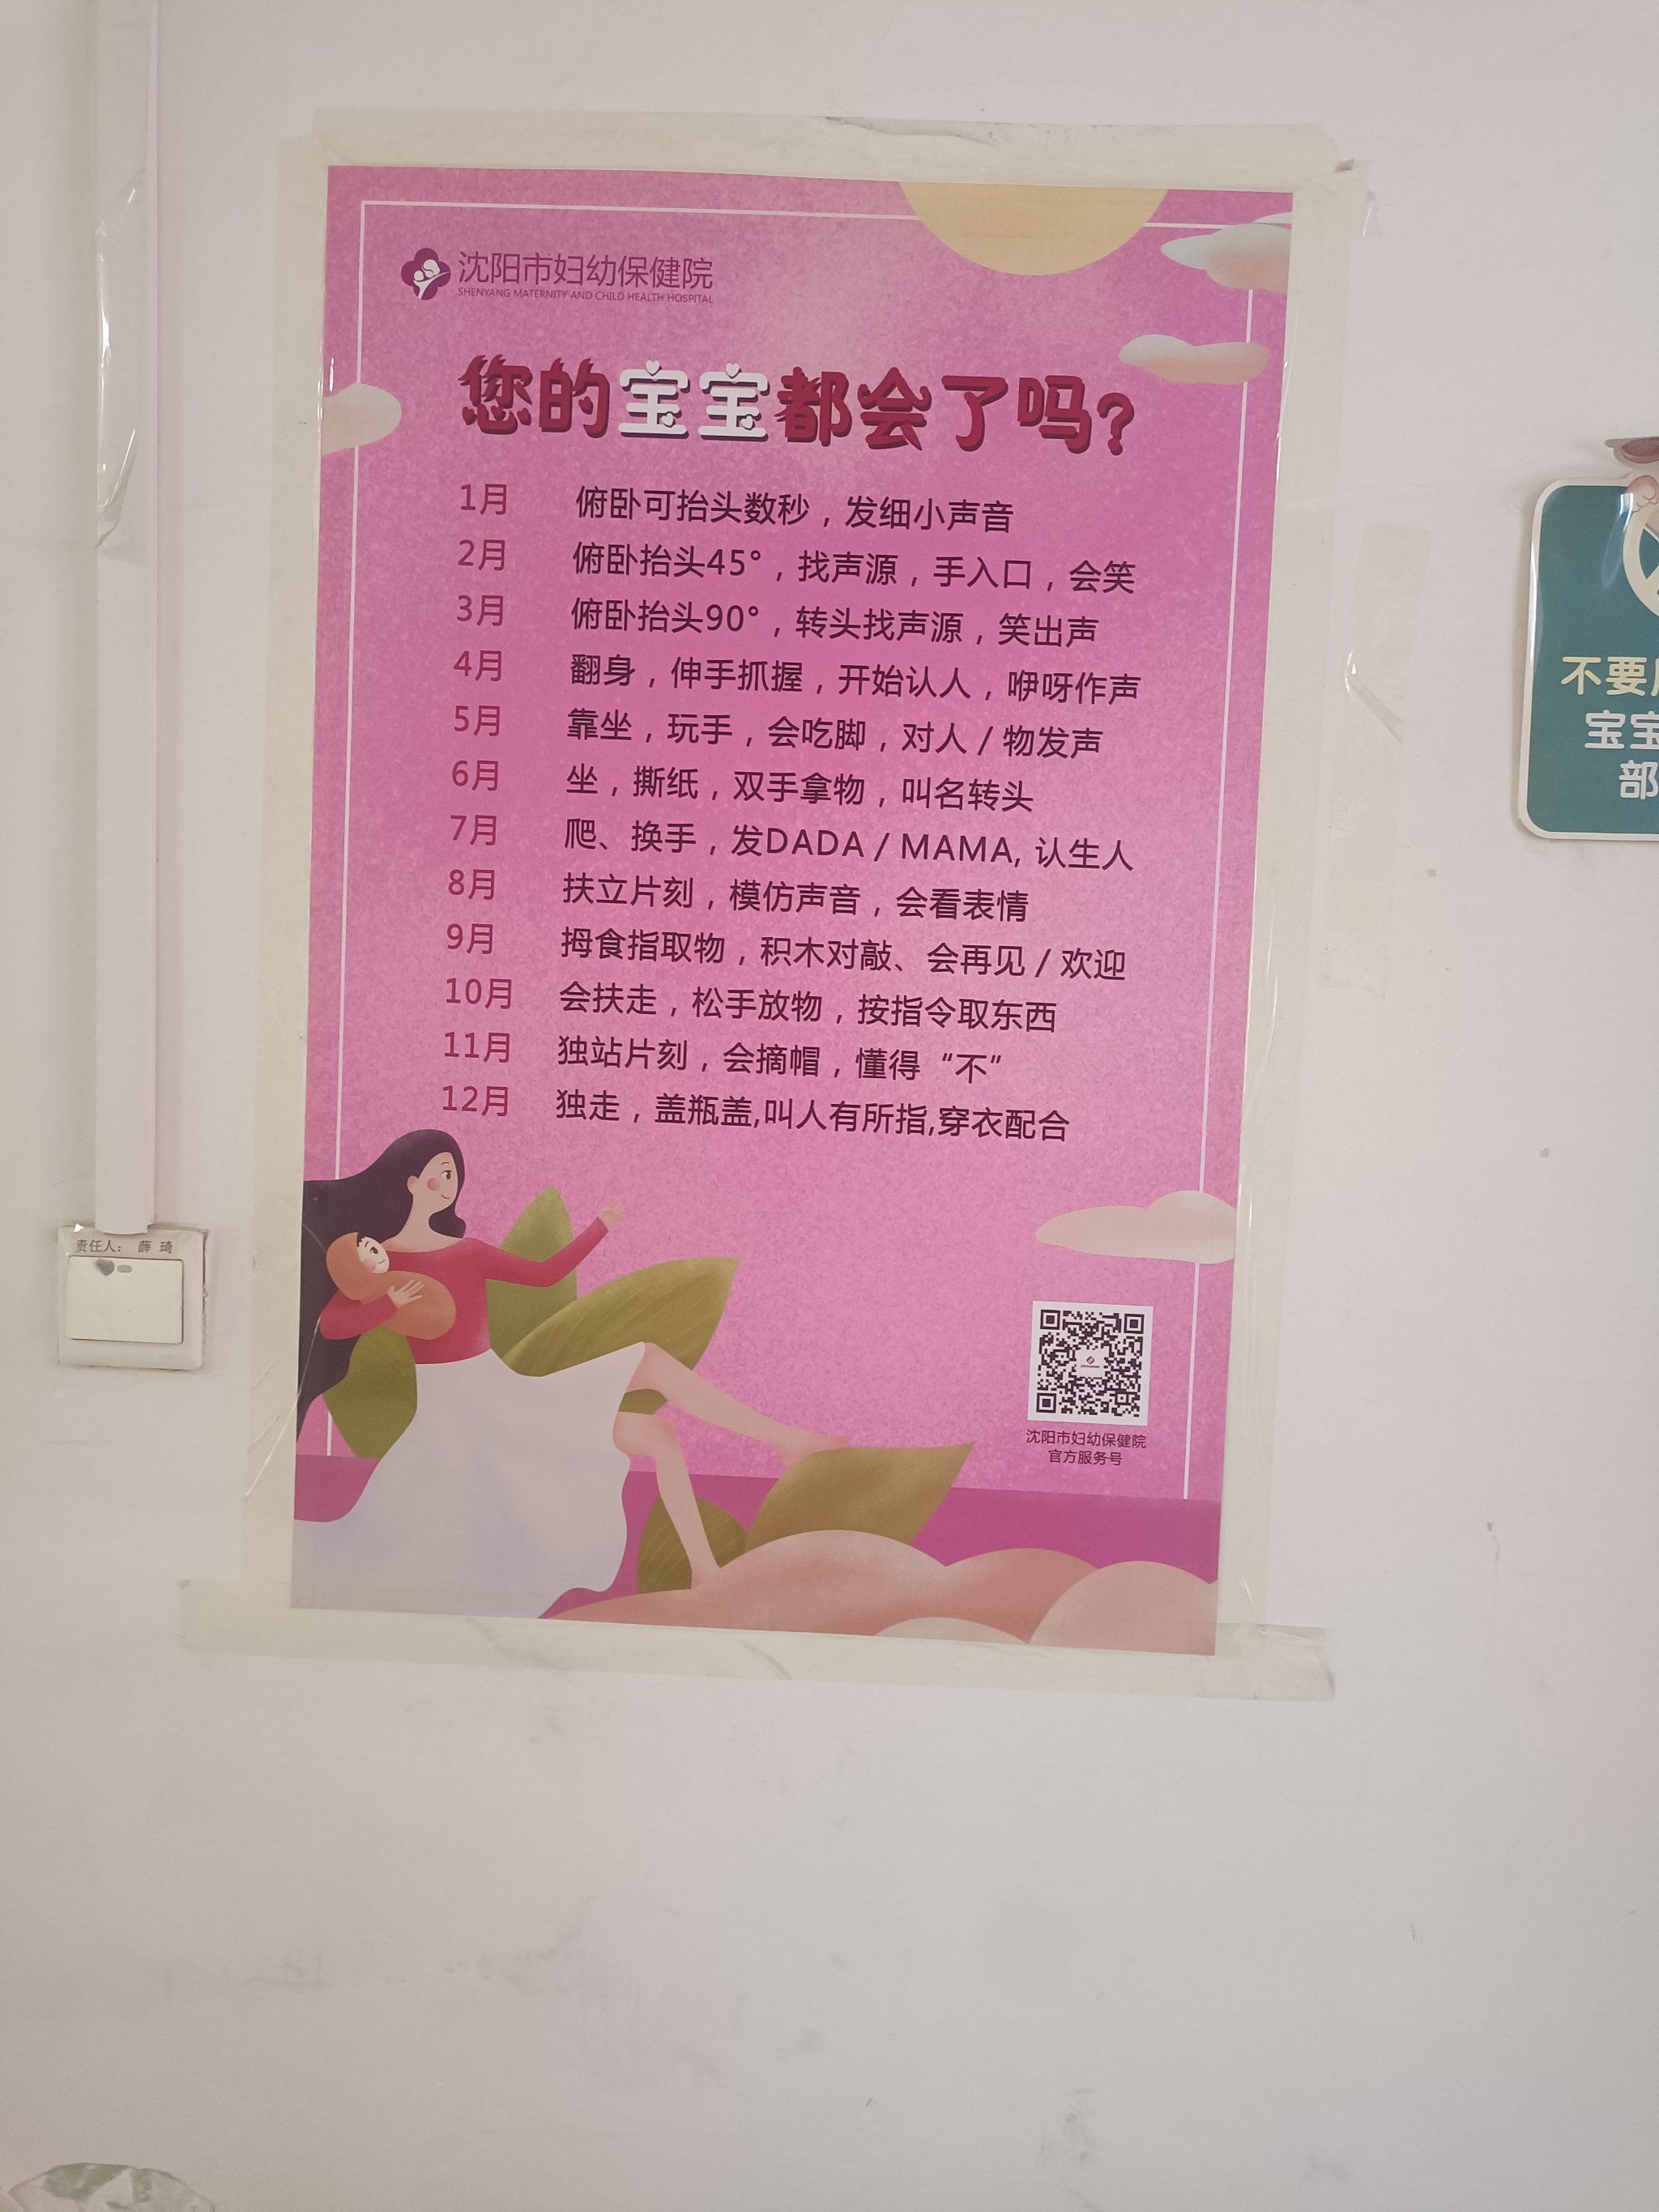 沈阳市妇幼保健院
SHENYANG MATERNITY AND CHILD HEALTH HOSPITAL
您的宝宝都会了吗?
1月 俯卧可抬头数秒，发细小声音
2月 俯卧抬头45°，找声源，手入口，会笑
3月 俯卧抬头90°，转头找声源，笑出声
4月 翻身，伸手抓握，开始认人，咿呀作声
5月 靠坐，玩手，会吃脚，对人 / 物发声
6月 坐，撕纸，双手拿物，叫名转头
7月 爬、换手，发DADA / MAMA, 认生人
8月 扶立片刻，模仿声音，会看表情
9月 拇食指取物，积木对敲、会再见 / 欢迎
10月 会扶走，松手放物，按指令取东西
11月 独站片刻，会摘帽，懂得“不”
12月 独走，盖瓶盖,叫人有所指,穿衣配合
沈阳市妇幼保健院
官方服务号
责任人： 薛 琦
不要
宝宝
部